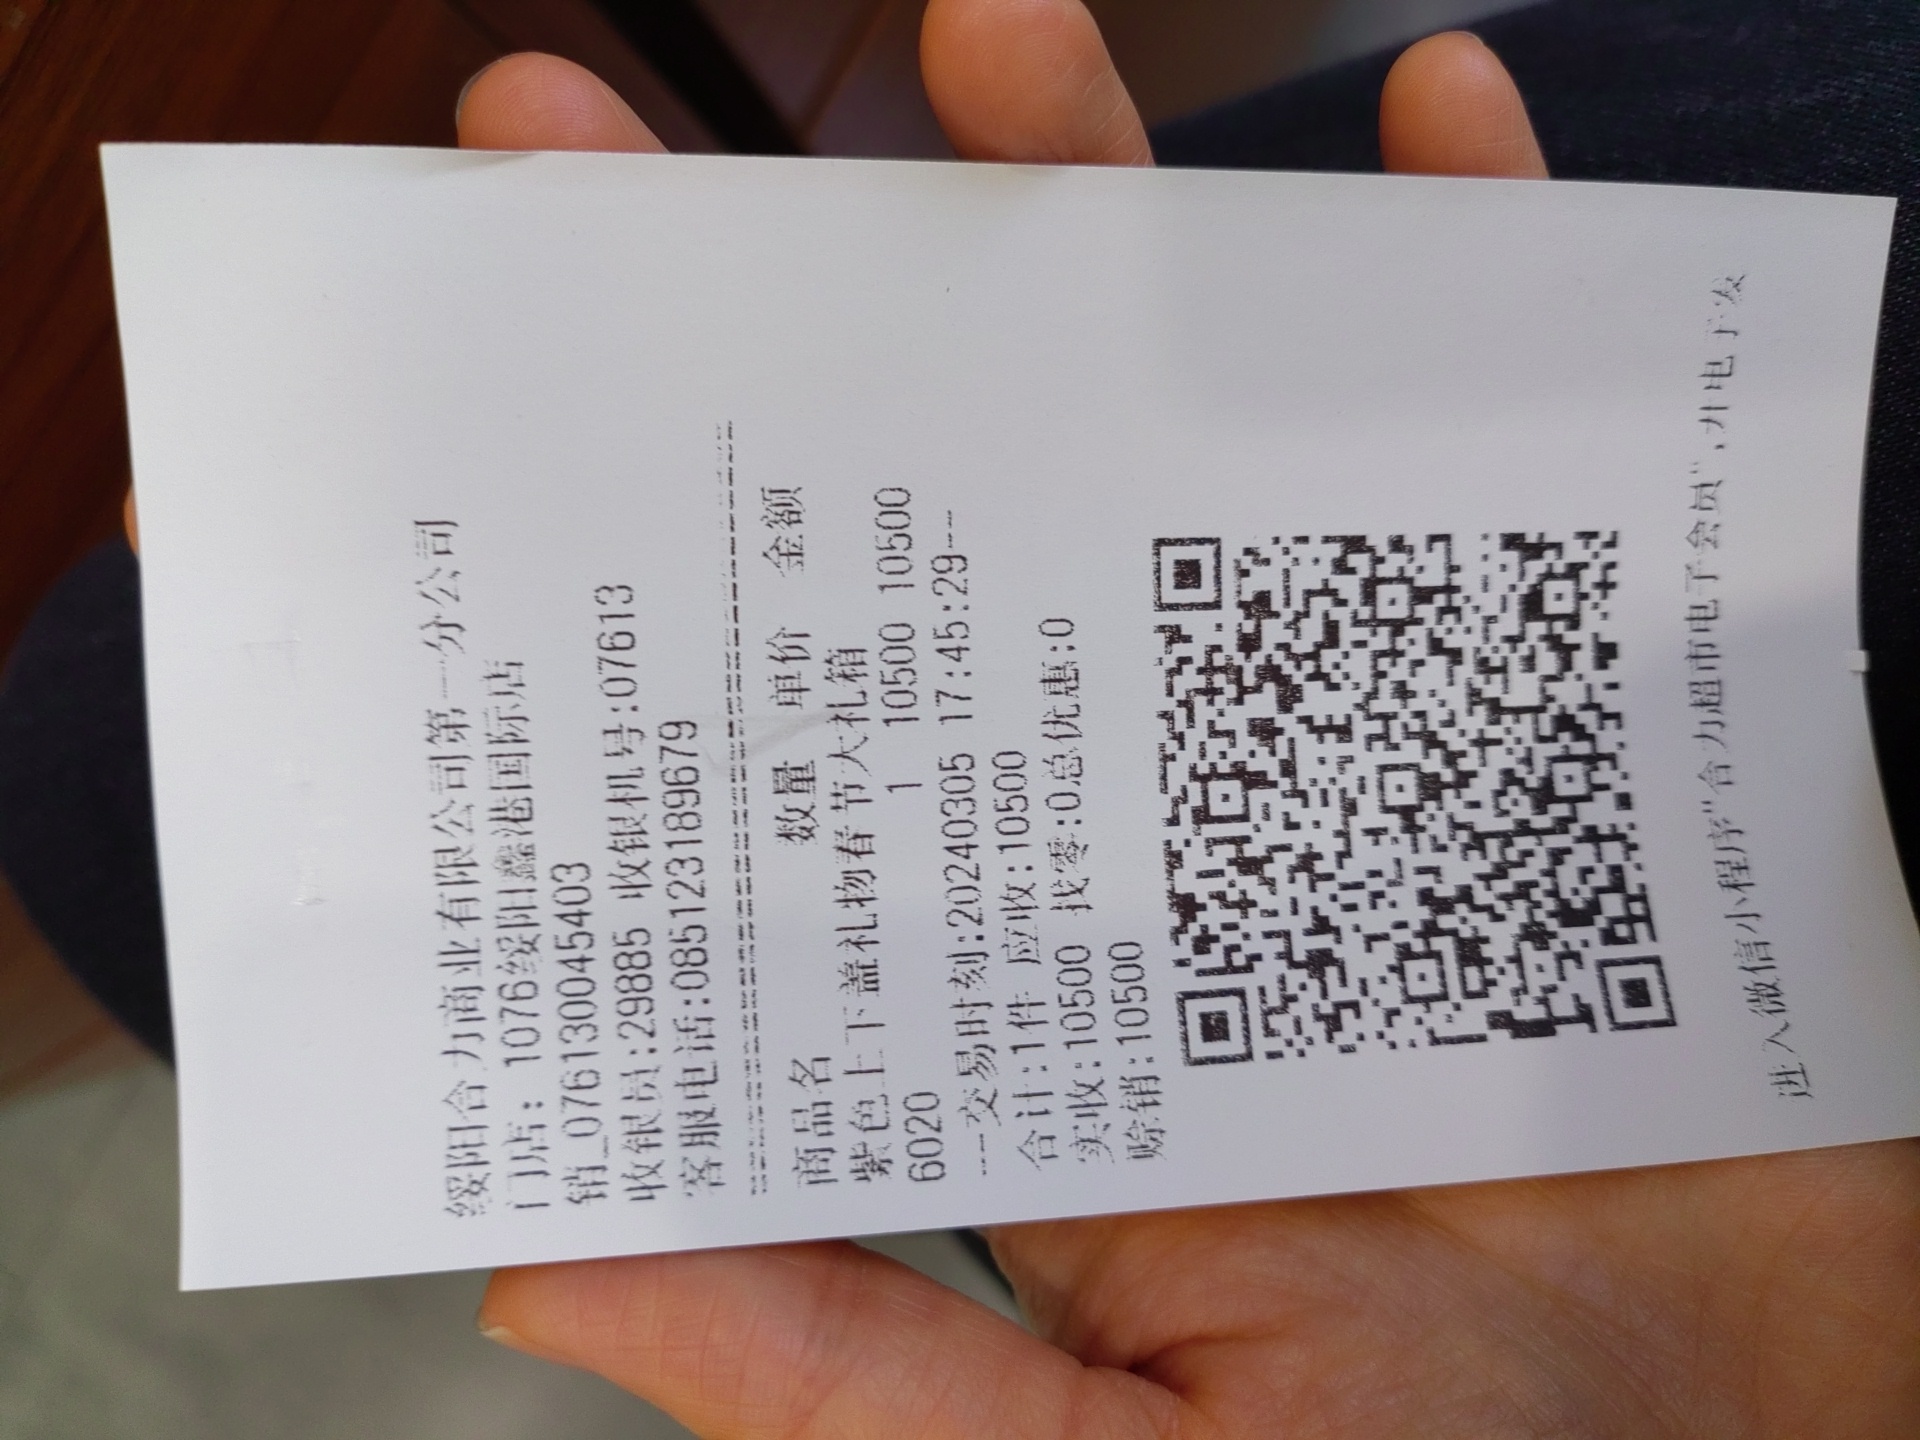 绥阳合力商业有限公司第一分公司
门店: 1076绥阳鑫港国际店
销_076130045403
收银员:29885 收银机号:07613
客服电话:085123189679
商品名 数量 单价 金额
紫色上下盖礼物春节大礼箱
6020 1 10500 10500
---交易时刻:20240305 17:45:29---
合计:1件 应收:10500
实收:10500 找零:0总优惠:0
赊销:10500
进入微信小程序"合力超市电子会员",开电子发